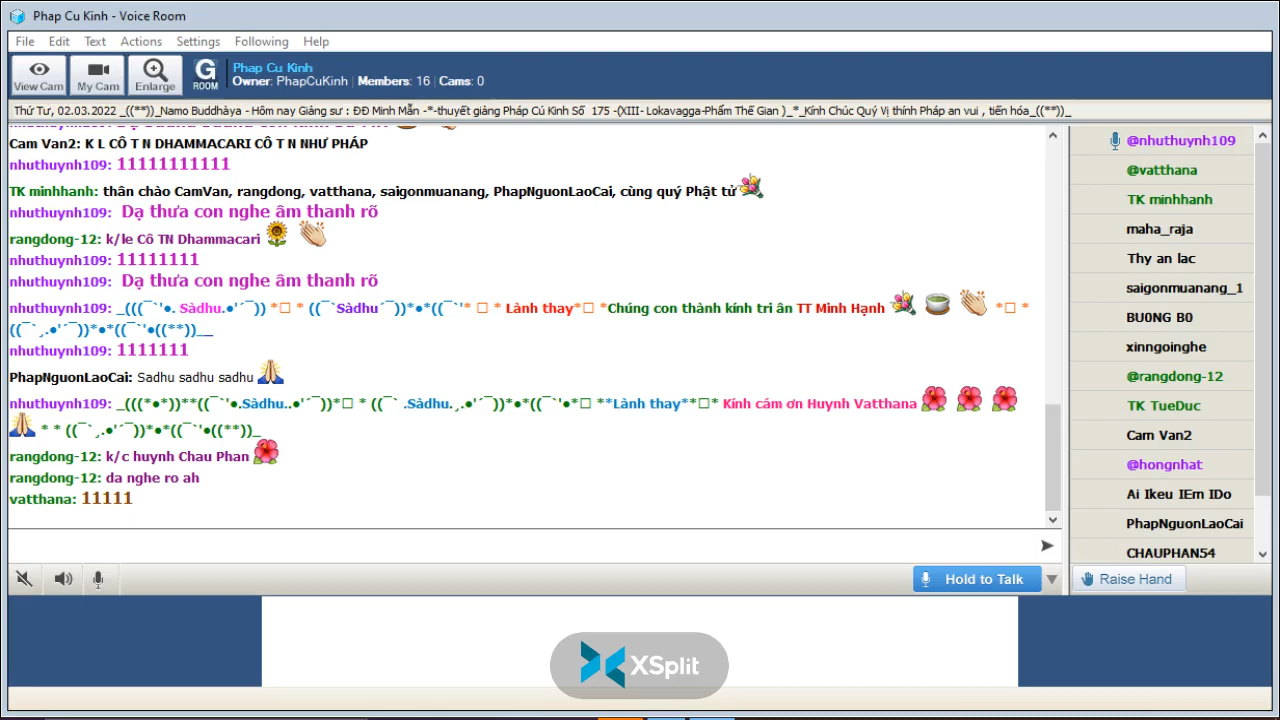 Phap Cu Kinh - Voice Room
File Edit Text Actions Settings Following Help
View Cam
My Cam
Enlarge
G ROOM
Phap Cu Kinh
Owner: PhapCuKinh | Members: 16 | Cams: 0
Thứ Tư, 02.03.2022 _((**))_Namo Buddhàya - Hôm nay Giảng sư : ĐĐ Minh Mẫn -*-thuyết giảng Pháp Cú Kinh Số 175 -(XIII- Lokavagga-Phẩm Thế Gian )_*_Kính Chúc Quý Vị thính Pháp an vui , tiến hóa_((**))_
Cam Van2: K L CÔ T N DHAMMACARI CÔ T N NHƯ PHÁP
nhuthuynh109: 11111111111
TK minhhanh: thân chào CamVan, rangdong, vatthana, saigonmuanang, PhapNguonLaoCai, cùng quý Phật tử
nhuthuynh109: Dạ thưa con nghe âm thanh rõ
rangdong-12: k/le Cô TN Dhammacari
nhuthuynh109: 11111111
nhuthuynh109: Dạ thưa con nghe âm thanh rõ
nhuthuynh109: _(((¯`'•. Sàdhu.•'´¯)) *□ * ((¯`Sàdhu´¯))*•*((¯`'* □ * Lành thay*□ *Chúng con thành kính tri ân TT Minh Hạnh *□ *
((¯`¸.•'´¯))*•*((¯`'•((**))__
nhuthuynh109: 1111111
PhapNguonLaoCai: Sadhu sadhu sadhu
nhuthuynh109: _(((*•*))**((¯`'•.Sàdhu..•'´¯))*□ * ((¯` .Sàdhu.¸.•'´¯))*•*((¯`'•*□ **Lành thay**□* Kính cám ơn Huynh Vatthana
* * ((¯`¸.•'´¯))*•*((¯`'•((**))_
rangdong-12: k/c huynh Chau Phan
rangdong-12: da nghe ro ah
vatthana: 11111
@nhuthuynh109
@vatthana
TK minhhanh
maha_raja
Thy an lac
saigonmuanang_1
BU0NG B0
xinngoinghe
@rangdong-12
TK TueDuc
Cam Van2
@hongnhat
Ai Ikeu IEm IDo
PhapNguonLaoCai
CHAUPHAN54
Hold to Talk
Raise Hand
XSplit